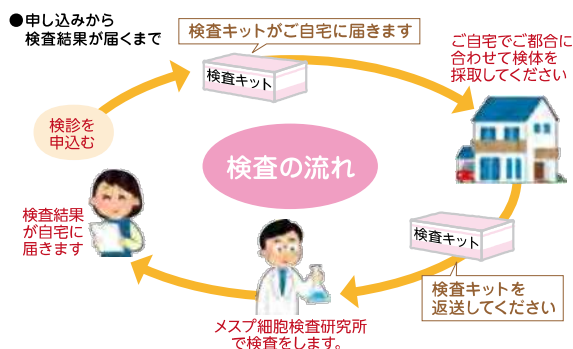 ●申し込みから
検査結果が届くまで
検査キットがご自宅に届きます
検査キット
ご自宅でご都合に
合わせて検体を
採取してください
検診を
申込む
検査の流れ
検査結果
が自宅に
届きます
検査キット
検査キットを
返送してください
メスプ細胞検査研究所
で検査をします。